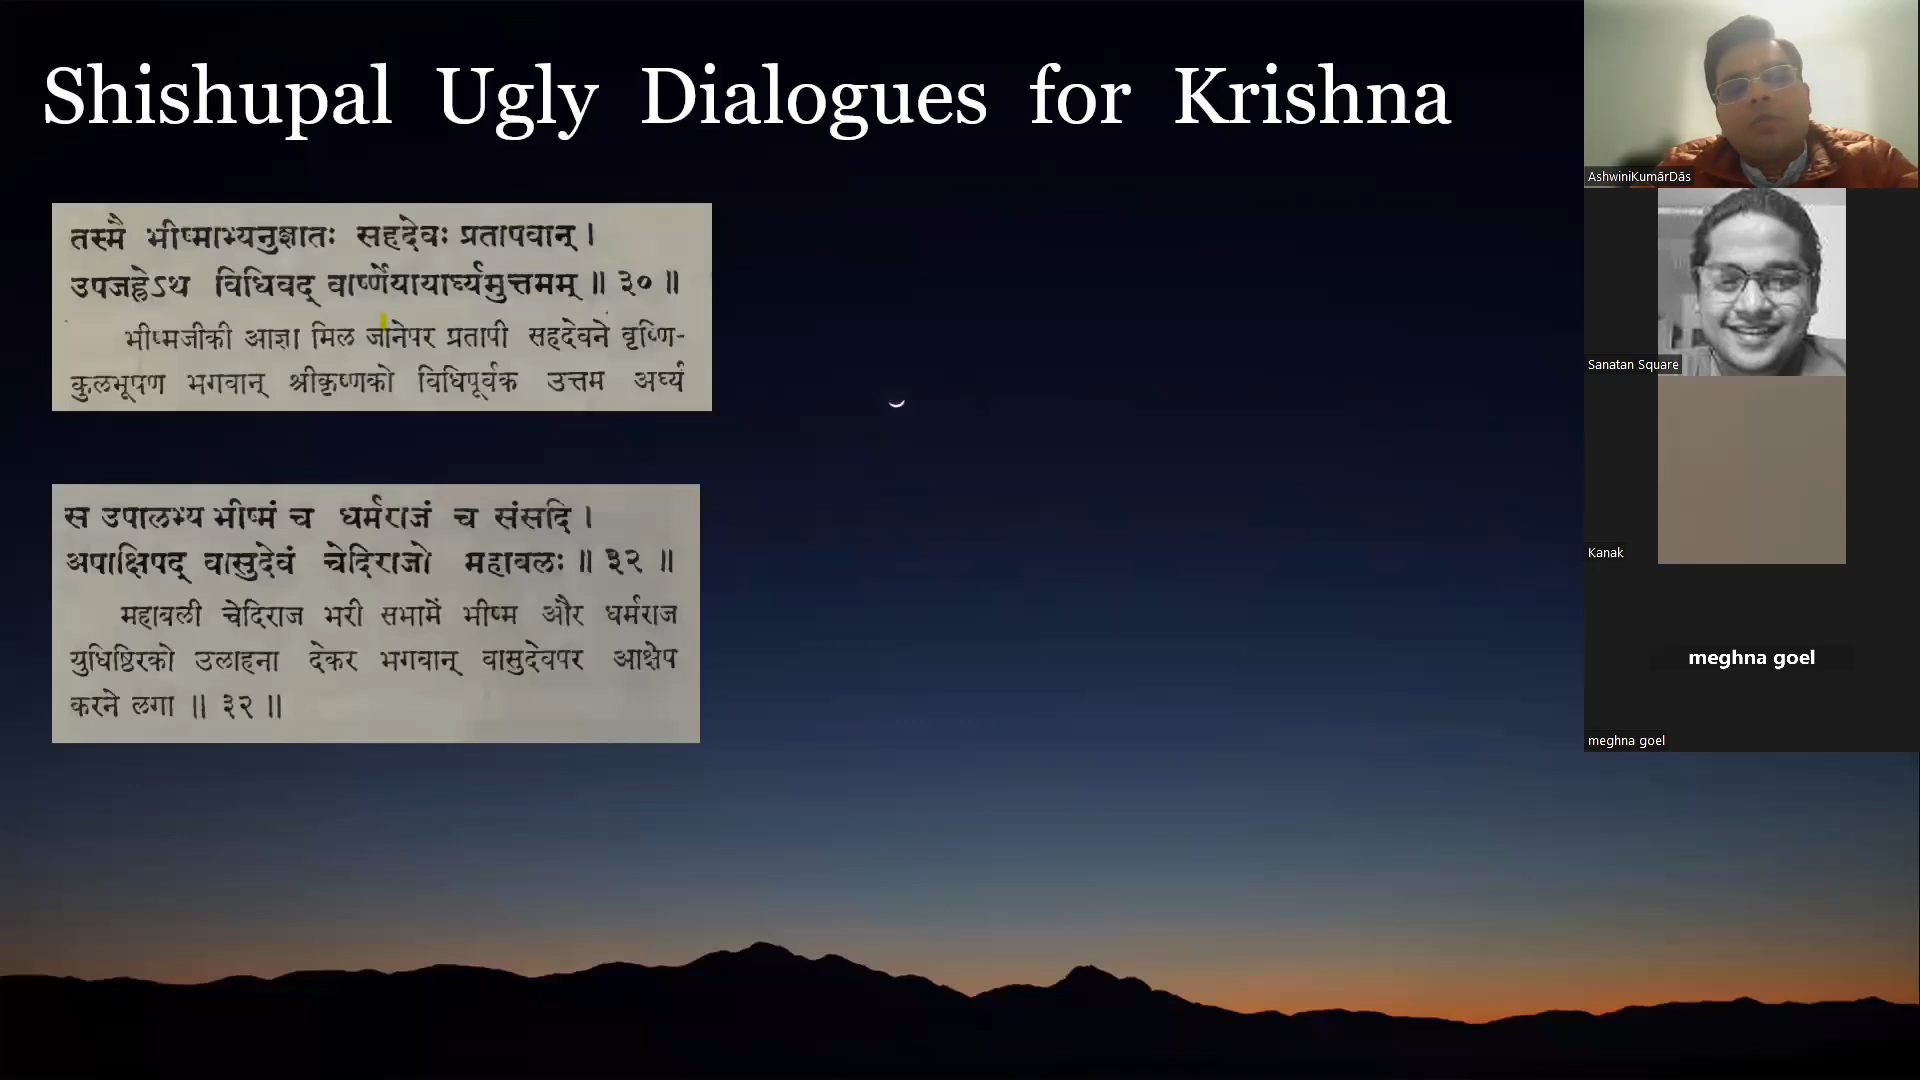 Shishupal Ugly Dialogues for Krishna
तस्मै भीष्माभ्यनुज्ञातः सहदेवः प्रतापवान् ।
उपजह्रेऽथ विधिवद् वार्ष्णेयायार्घ्यमुत्तमम् ॥ ३० ॥
भीष्मजीकी आज्ञा मिल जानेपर प्रतापी सहदेवने वृष्णि-
कुलभूषण भगवान् श्रीकृष्णको विधिपूर्वक उत्तम अर्घ्य
स उपालभ्य भीष्मं च धर्मराजं च संसदि ।
अपाक्षिपद् वासुदेवं चेदिराजो महाबलः ॥ ३२ ॥
महाबली चेदिराज भरी सभामें भीष्म और धर्मराज
युधिष्ठिरको उलाहना देकर भगवान् वासुदेवपर आक्षेप
करने लगा ॥ ३२ ॥
AshwiniKumārDās
Sanatan Square
Kanak
meghna goel
meghna goel